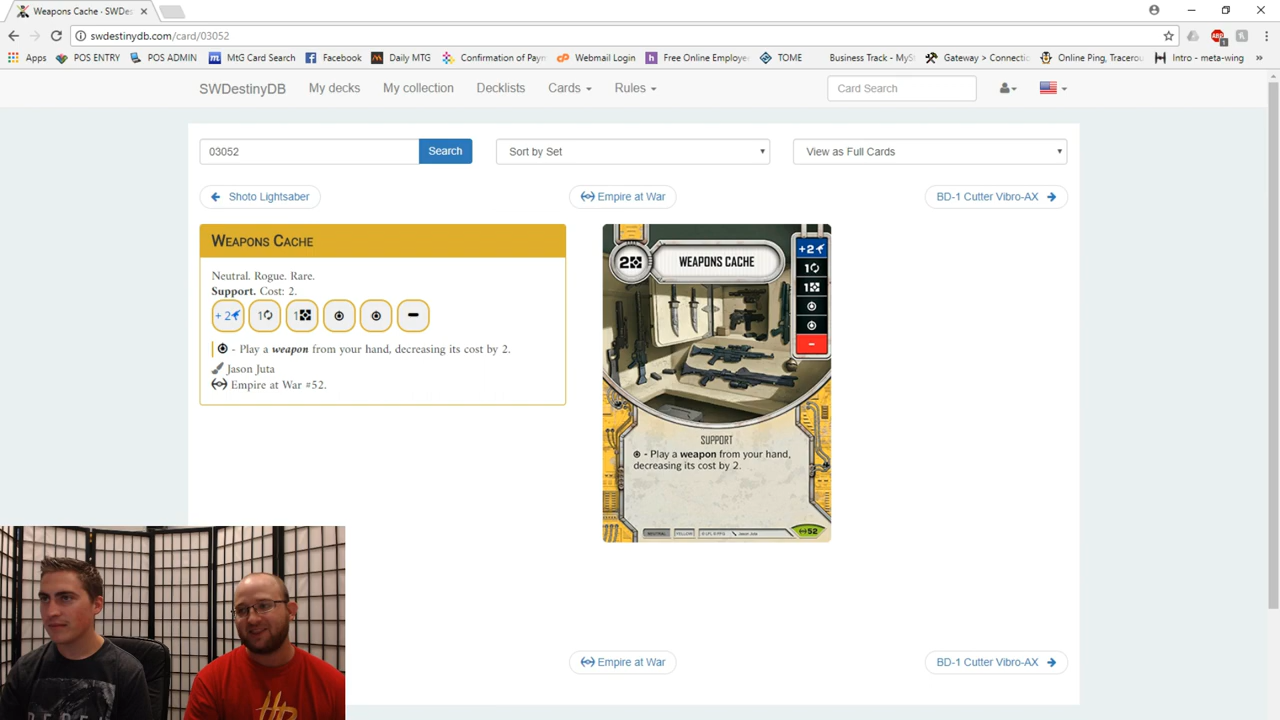 Weapons Cache · SWDes
swdestinydb.com/card/03052
Apps POS ENTRY POS ADMIN MtG Card Search Facebook Daily MTG Confirmation of Paym Webmail Login Free Online Employe TOME Business Track - MyS Gateway > Connecti Online Ping, Tracerou Intro - meta-wing »
SWDestinyDB My decks My collection Decklists Cards Rules Card Search
03052 Search Sort by Set View as Full Cards
Shoto Lightsaber Empire at War BD-1 Cutter Vibro-AX
WEAPONS CACHE
Neutral. Rogue. Rare.
Support. Cost: 2.
+ 2 1 1
- Play a weapon from your hand, decreasing its cost by 2.
Jason Juta
Empire at War #52.
2 WEAPONS CACHE
+2
1
1
-
SUPPORT
- Play a weapon from your hand,
decreasing its cost by 2.
NEUTRAL Jason Juta 52
Empire at War BD-1 Cutter Vibro-AX